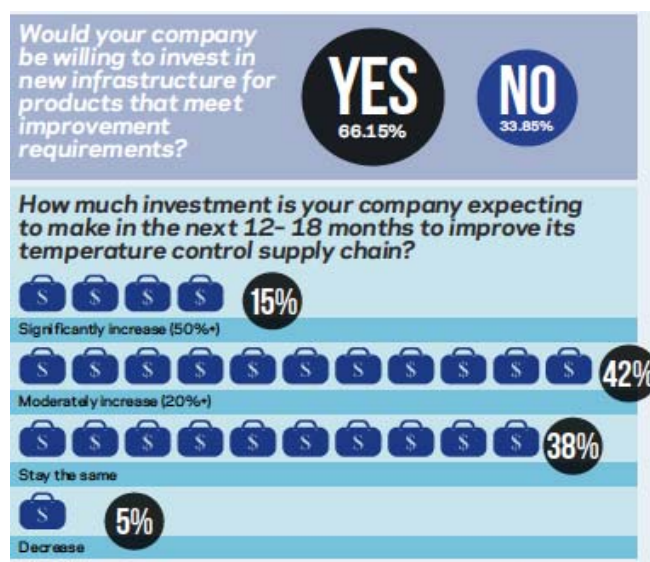 Would your company
be willing to invest in
new infrastructure for
products that meet
improvement
requirements?
YES
66.15%
NO
33.85%
How much investment is your company expecting
to make in the next 12- 18 months to improve its
temperature control supply chain?
$ $ $ $
15%
Significantly increase (50%+)
$ $ $ $ $ $ $ $ $ $ $
42%
Moderately increase (20%+)
$ $ $ $ $ $ $ $ $ $
38%
Stay the same
$
5%
Decrease